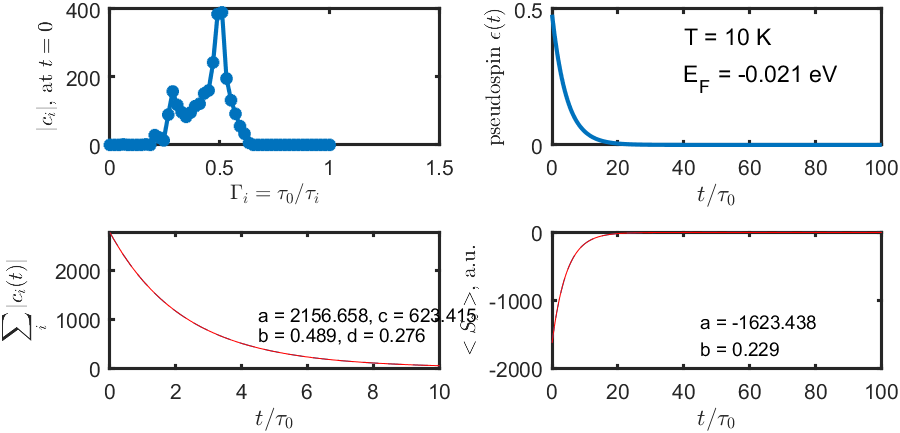 400
200
0
|c_i|, at t = 0
0
0.5
1
1.5
Γ_i = τ_0/τ_i
0.5
0
pseudospin ϵ(t)
T = 10 K
E_F = -0.021 eV
0
20
40
60
80
100
t/τ_0
2000
1000
0
∑_i |c_i(t)|
a = 2156.658, c = 623.415
b = 0.489, d = 0.276
0
2
4
6
8
10
t/τ_0
0
-1000
-2000
< S_z >, a.u.
a = -1623.438
b = 0.229
0
20
40
60
80
100
t/τ_0